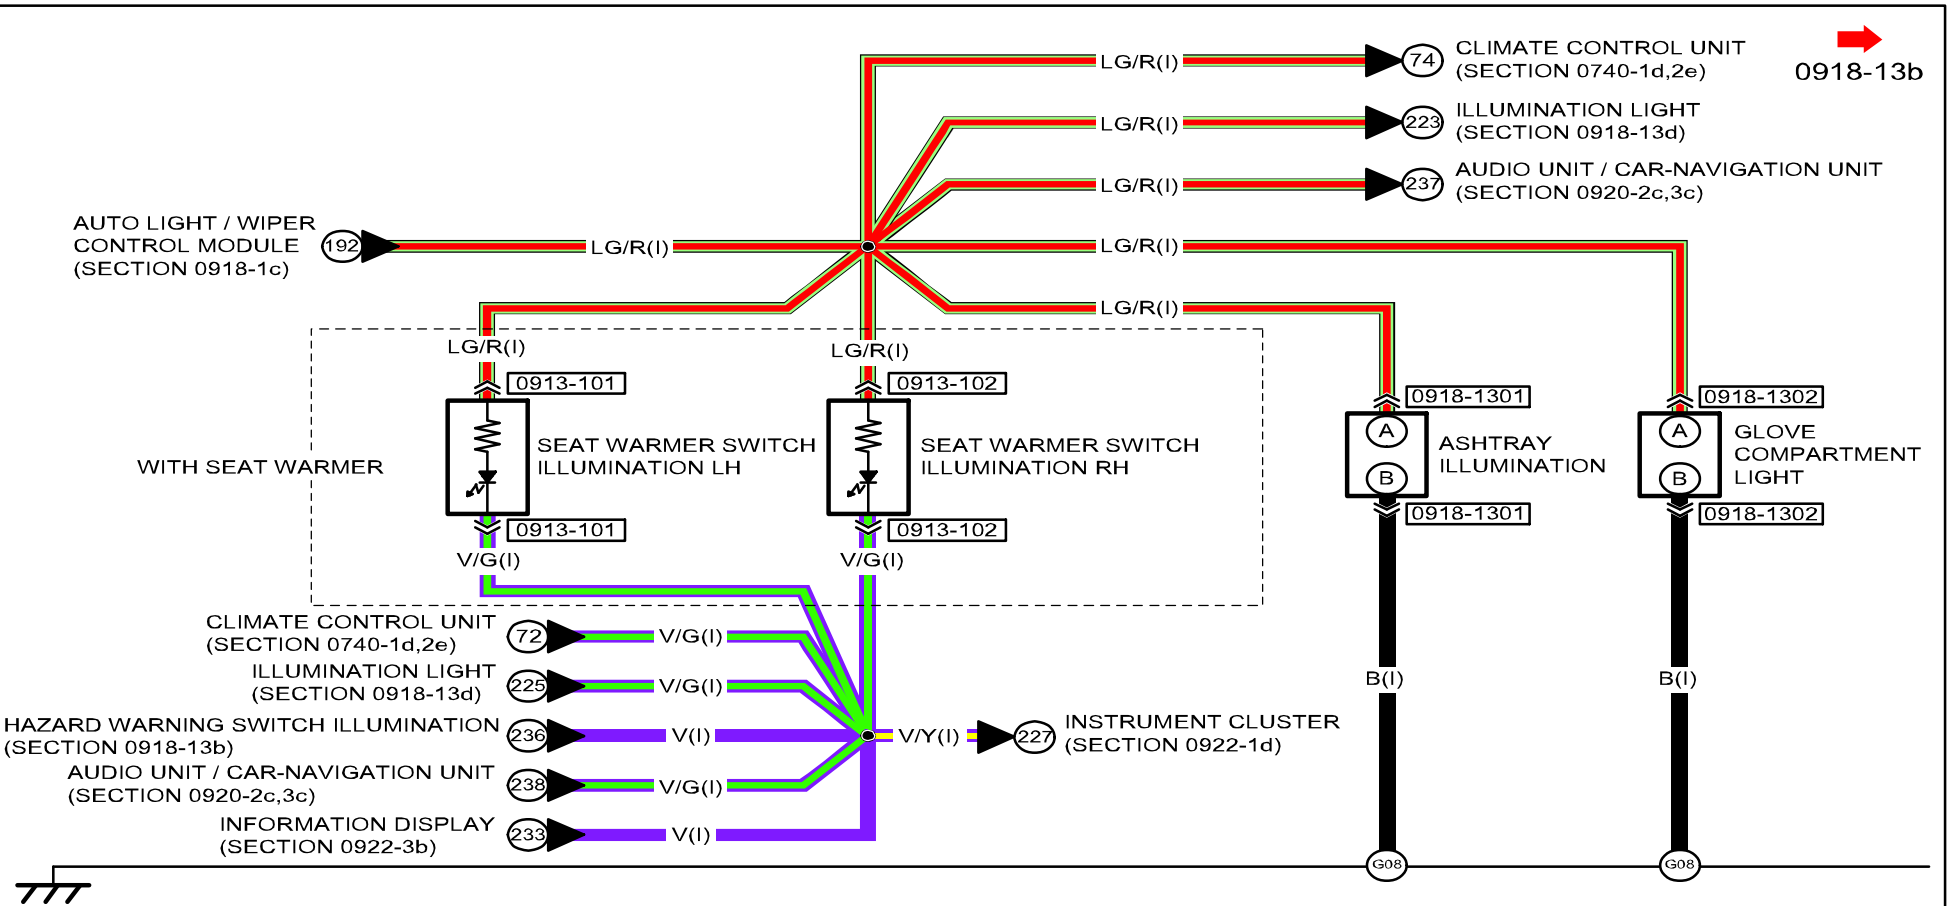 LG/R(I)
74
CLIMATE CONTROL UNIT
(SECTION 0740-1d,2e)
0918-13b
LG/R(I)
223
ILLUMINATION LIGHT
(SECTION 0918-13d)
LG/R(I)
237
AUDIO UNIT / CAR-NAVIGATION UNIT
(SECTION 0920-2c,3c)
AUTO LIGHT / WIPER
CONTROL MODULE
(SECTION 0918-1c)
192
LG/R(I)
LG/R(I)
LG/R(I)
LG/R(I)
LG/R(I)
0913-101
0913-102
0918-1301
0918-1302
WITH SEAT WARMER
SEAT WARMER SWITCH
ILLUMINATION LH
SEAT WARMER SWITCH
ILLUMINATION RH
A
B
ASHTRAY
ILLUMINATION
A
B
GLOVE
COMPARTMENT
LIGHT
0913-101
0913-102
0918-1301
0918-1302
V/G(I)
V/G(I)
CLIMATE CONTROL UNIT
(SECTION 0740-1d,2e)
72
V/G(I)
ILLUMINATION LIGHT
(SECTION 0918-13d)
225
V/G(I)
B(I)
B(I)
HAZARD WARNING SWITCH ILLUMINATION
(SECTION 0918-13b)
236
V(I)
V/Y(I)
227
INSTRUMENT CLUSTER
(SECTION 0922-1d)
AUDIO UNIT / CAR-NAVIGATION UNIT
(SECTION 0920-2c,3c)
238
V/G(I)
INFORMATION DISPLAY
(SECTION 0922-3b)
233
V(I)
G08
G08